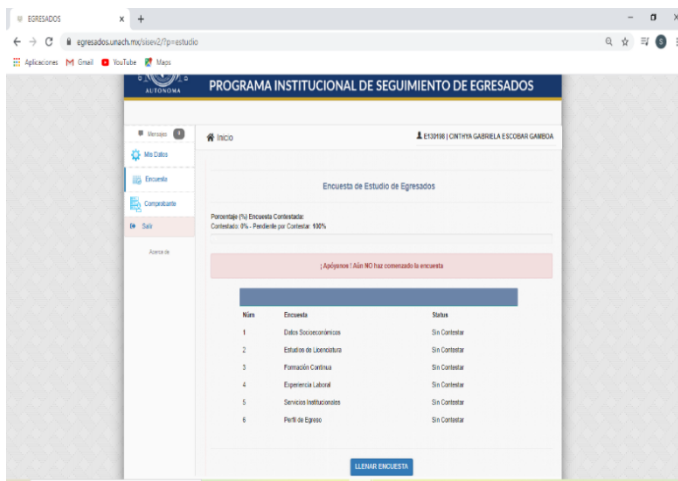 EGRESADOS
egresados.unach.mx/sisev2/?p=estudio
Aplicaciones Gmail YouTube Maps
AUTÓNOMA
PROGRAMA INSTITUCIONAL DE SEGUIMIENTO DE EGRESADOS
Mensajes
Inicio
E130198 | CINTHYA GABRIELA ESCOBAR GAMBOA
Mis Datos
Encuesta
Comprobante
Salir
Acerca de
Encuesta de Estudio de Egresados
Porcentaje (%) Encuesta Contestada:
Contestado: 0% - Pendiente por Contestar: 100%
¡ Apóyanos ! Aún NO haz comenzado la encuesta
Núm Encuesta Status
1 Datos Socioeconómicos Sin Contestar
2 Estudios de Licenciatura Sin Contestar
3 Formación Continua Sin Contestar
4 Experiencia Laboral Sin Contestar
5 Servicios Institucionales Sin Contestar
6 Perfil de Egreso Sin Contestar
LLENAR ENCUESTA